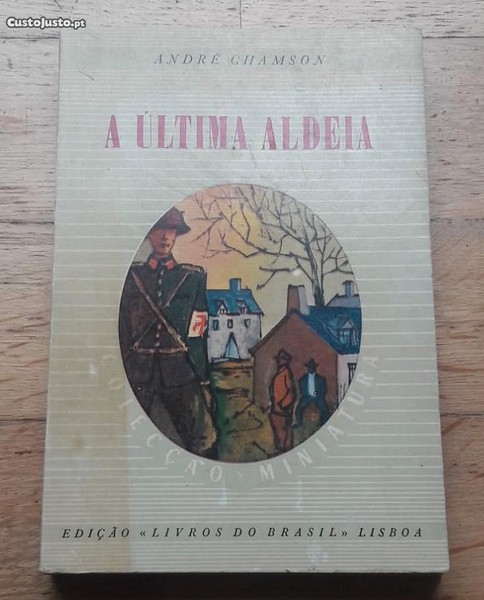 CustoJusto.pt
ANDRÉ CHAMSON
A ÚLTIMA ALDEIA
COLECÇÃO MINIATURA
EDIÇÃO «LIVROS DO BRASIL» LISBOA